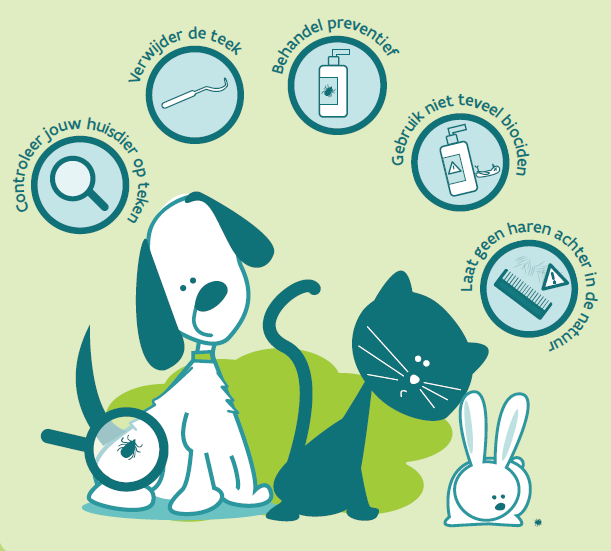 Controleer jouw huisdier op teken
Verwijder de teek
Behandel preventief
Gebruik niet teveel biociden
Laat geen haren achter in de natuur